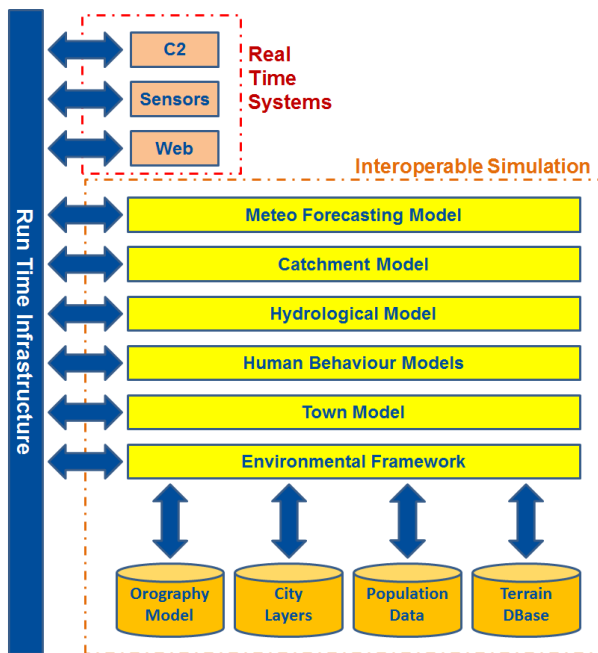 Run Time Infrastructure
C2
Sensors
Web
Real
Time
Systems
Interoperable Simulation
Meteo Forecasting Model
Catchment Model
Hydrological Model
Human Behaviour Models
Town Model
Environmental Framework
Orography
Model
City
Layers
Population
Data
Terrain
DBase